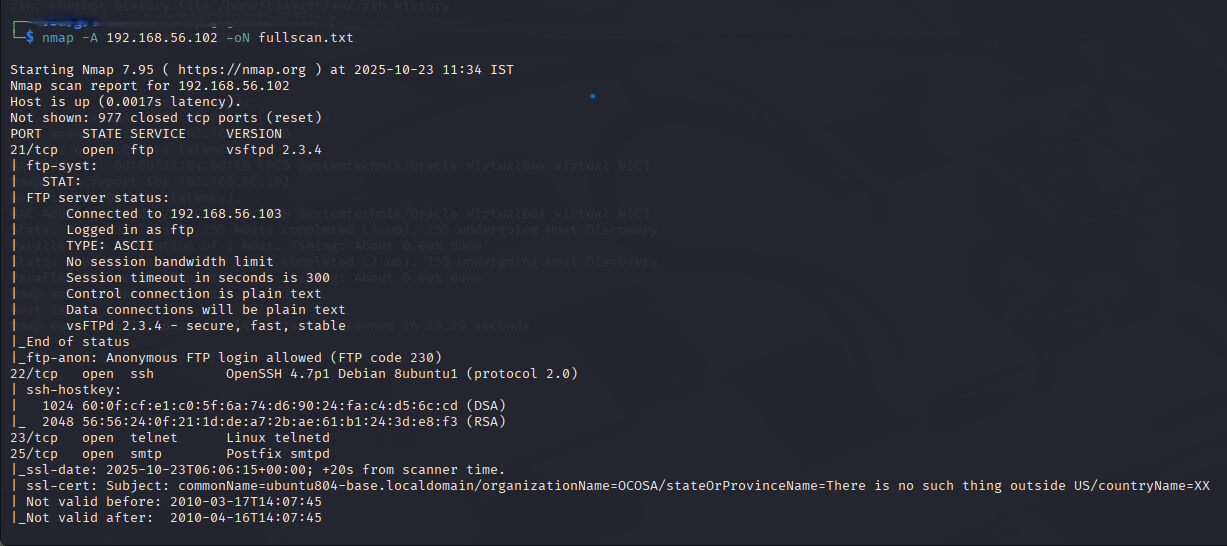 zsh: corrupt history file /home/r3a9g9t7an/.zsh_history
$ nmap -A 192.168.56.102 -oN fullscan.txt
Starting Nmap 7.95 ( https://nmap.org ) at 2025-10-23 11:34 IST
Nmap scan report for 192.168.56.102
Host is up (0.0017s latency).
Not shown: 977 closed tcp ports (reset)
PORT     STATE SERVICE     VERSION
21/tcp   open  ftp         vsftpd 2.3.4
| ftp-syst:
|   STAT:
| FTP server status:
|      Connected to 192.168.56.103
|      Logged in as ftp
|      TYPE: ASCII
|      No session bandwidth limit
|      Session timeout in seconds is 300
|      Control connection is plain text
|      Data connections will be plain text
|      vsFTPd 2.3.4 - secure, fast, stable
|_End of status
|_ftp-anon: Anonymous FTP login allowed (FTP code 230)
22/tcp   open  ssh         OpenSSH 4.7p1 Debian 8ubuntu1 (protocol 2.0)
| ssh-hostkey:
|   1024 60:0f:cf:e1:c0:5f:6a:74:d6:90:24:fa:c4:d5:6c:cd (DSA)
|_  2048 56:56:24:0f:21:1d:de:a7:2b:ae:61:b1:24:3d:e8:f3 (RSA)
23/tcp   open  telnet      Linux telnetd
25/tcp   open  smtp        Postfix smtpd
|_ssl-date: 2025-10-23T06:06:15+00:00; +20s from scanner time.
| ssl-cert: Subject: commonName=ubuntu804-base.localdomain/organizationName=OCOSA/stateOrProvinceName=There is no such thing outside US/countryName=XX
| Not valid before: 2010-03-17T14:07:45
|_Not valid after:  2010-04-16T14:07:45